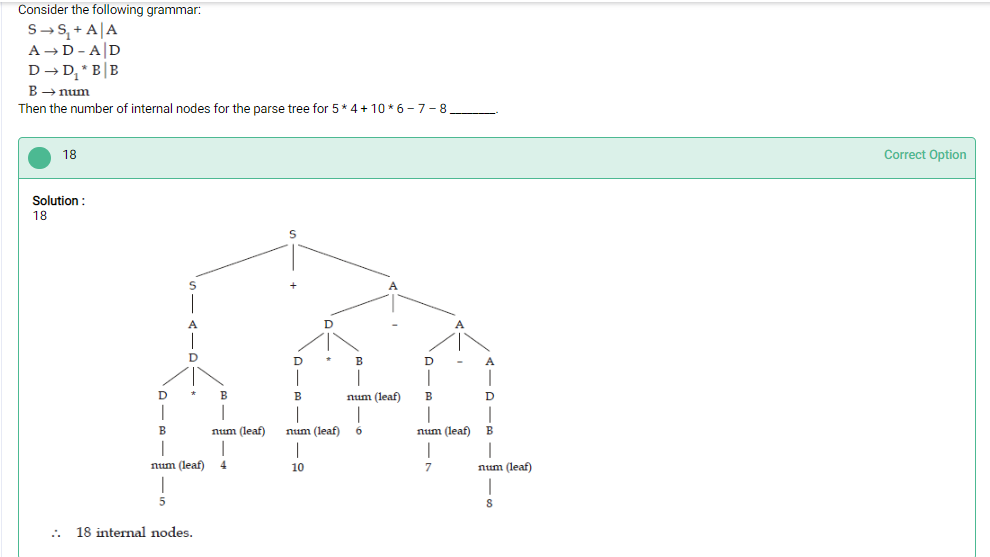 Consider the following grammar:
S → S₁ + A | A
A → D – A | D
D → D₁ * B | B
B → num
Then the number of internal nodes for the parse tree for 5 * 4 + 10 * 6 – 7 – 8 ______.
18 Correct Option
Solution :
18
S
S + A
A D – A
D D * B D – A
D * B B num (leaf) B D
B num (leaf) num (leaf) 6 num (leaf) B
num (leaf) 4 10 7 num (leaf)
5 8
∴ 18 internal nodes.